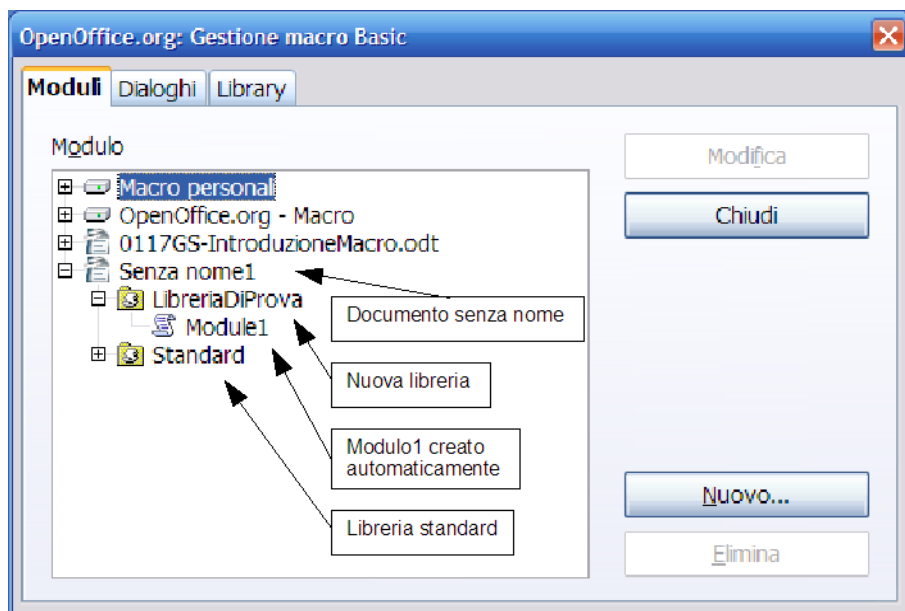 OpenOffice.org: Gestione macro Basic
Moduli Dialoghi Library
Modulo
Modifica
Macro personal
Chiudi
OpenOffice.org - Macro
0117GS-IntroduzioneMacro.odt
Senza nome1
LibreriaDiProva
Documento senza nome
Module1
Standard
Nuova libreria
Modulo1 creato
automaticamente
Nuovo...
Libreria standard
Elimina